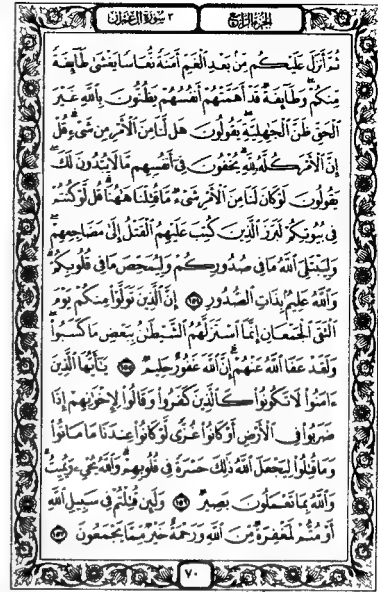 الجزء الرابع
٣ سورة آل عمران
ثُمَّ أَنزَلَ عَلَيْكُم مِّنۢ بَعْدِ ٱلْغَمِّ أَمَنَةً نُّعَاسًا يَغْشَىٰ طَآئِفَةً
مِّنكُمْ ۖ وَطَآئِفَةٌ قَدْ أَهَمَّتْهُمْ أَنفُسُهُمْ يَظُنُّونَ بِٱللَّهِ غَيْرَ
ٱلْحَقِّ ظَنَّ ٱلْجَٰهِلِيَّةِ ۖ يَقُولُونَ هَل لَّنَا مِنَ ٱلْأَمْرِ مِن شَىْءٍ ۗ قُلْ
إِنَّ ٱلْأَمْرَ كُلَّهُۥ لِلَّهِ ۗ يُخْفُونَ فِىٓ أَنفُسِهِم مَّا لَا يُبْدُونَ لَكَ ۖ
يَقُولُونَ لَوْ كَانَ لَنَا مِنَ ٱلْأَمْرِ شَىْءٌ مَّا قُتِلْنَا هَٰهُنَا ۗ قُل لَّوْ كُنتُمْ
فِى بُيُوتِكُمْ لَبَرَزَ ٱلَّذِينَ كُتِبَ عَلَيْهِمُ ٱلْقَتْلُ إِلَىٰ مَضَاجِعِهِمْ ۖ
وَلِيَبْتَلِىَ ٱللَّهُ مَا فِى صُدُورِكُمْ وَلِيُمَحِّصَ مَا فِى قُلُوبِكُمْ ۗ
وَٱللَّهُ عَلِيمٌۢ بِذَاتِ ٱلصُّدُورِ ١٥٤ إِنَّ ٱلَّذِينَ تَوَلَّوْا۟ مِنكُمْ يَوْمَ
ٱلْتَقَى ٱلْجَمْعَانِ إِنَّمَا ٱسْتَزَلَّهُمُ ٱلشَّيْطَٰنُ بِبَعْضِ مَا كَسَبُوا۟ ۖ
وَلَقَدْ عَفَا ٱللَّهُ عَنْهُمْ ۗ إِنَّ ٱللَّهَ غَفُورٌ حَلِيمٌ ١٥٥ يَٰٓأَيُّهَا ٱلَّذِينَ
ءَامَنُوا۟ لَا تَكُونُوا۟ كَٱلَّذِينَ كَفَرُوا۟ وَقَالُوا۟ لِإِخْوَٰنِهِمْ إِذَا
ضَرَبُوا۟ فِى ٱلْأَرْضِ أَوْ كَانُوا۟ غُزًّى لَّوْ كَانُوا۟ عِندَنَا مَا مَاتُوا۟
وَمَا قُتِلُوا۟ لِيَجْعَلَ ٱللَّهُ ذَٰلِكَ حَسْرَةً فِى قُلُوبِهِمْ ۗ وَٱللَّهُ يُحْىِۦ وَيُمِيتُ ۗ
وَٱللَّهُ بِمَا تَعْمَلُونَ بَصِيرٌ ١٥٦ وَلَئِن قُتِلْتُمْ فِى سَبِيلِ ٱللَّهِ
أَوْ مُتُّمْ لَمَغْفِرَةٌ مِّنَ ٱللَّهِ وَرَحْمَةٌ خَيْرٌ مِّمَّا يَجْمَعُونَ ١٥٧
٧٠